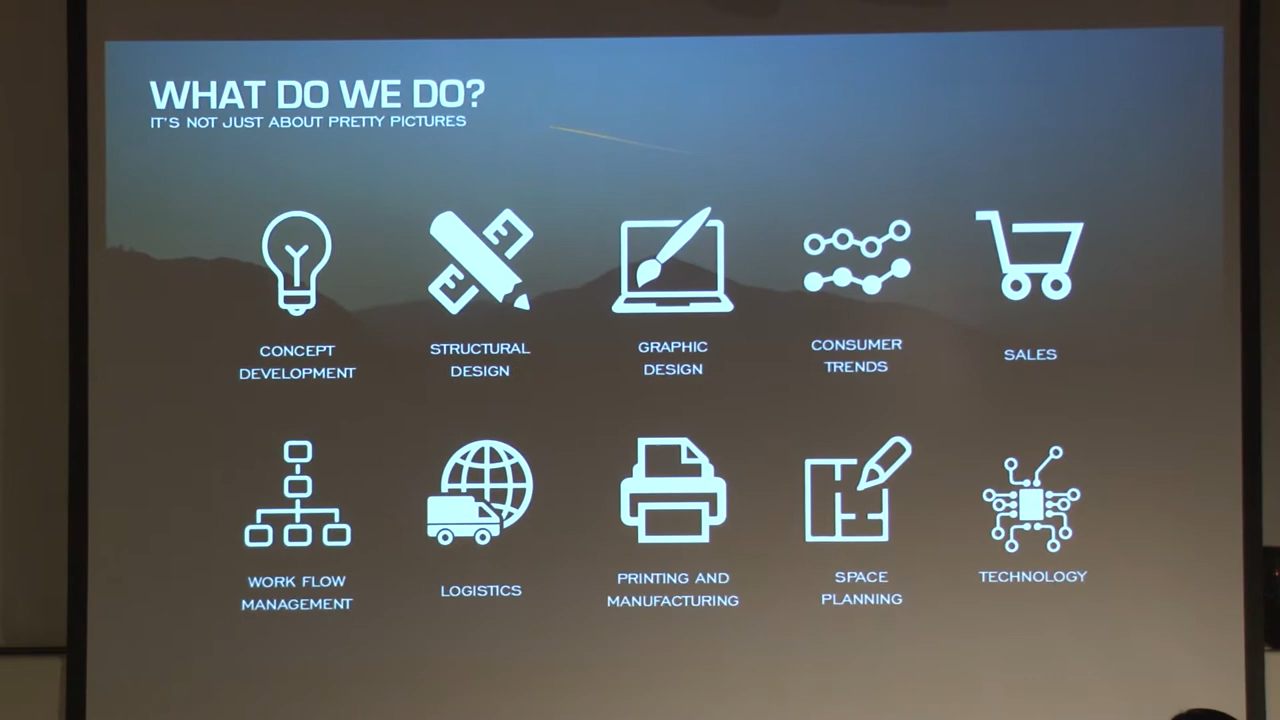 WHAT DO WE DO?
IT'S NOT JUST ABOUT PRETTY PICTURES
CONCEPT
DEVELOPMENT
STRUCTURAL
DESIGN
GRAPHIC
DESIGN
CONSUMER
TRENDS
SALES
WORK FLOW
MANAGEMENT
LOGISTICS
PRINTING AND
MANUFACTURING
SPACE
PLANNING
TECHNOLOGY